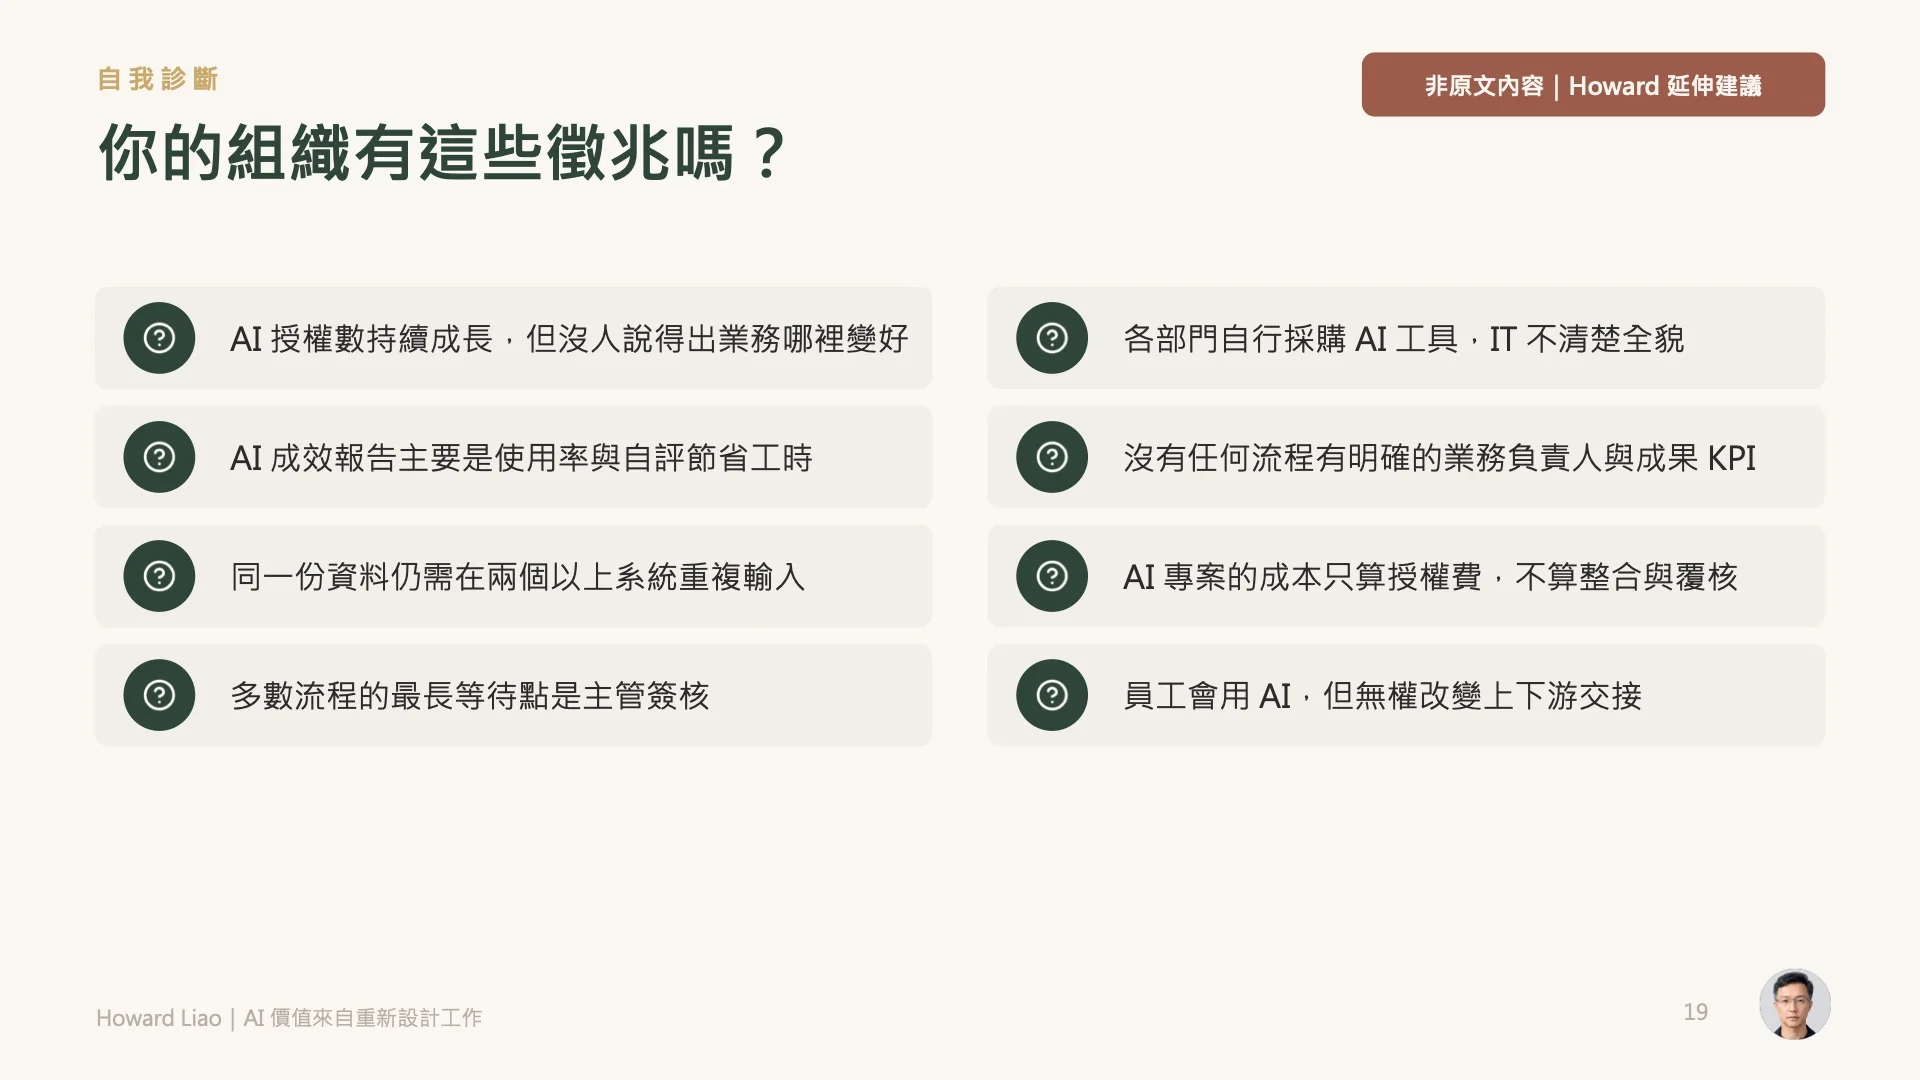 自我診斷
非原文內容｜Howard 延伸建議
你的組織有這些徵兆嗎？
AI 授權數持續成長，但沒人說得出業務哪裡變好
AI 成效報告主要是使用率與自評節省工時
同一份資料仍需在兩個以上系統重複輸入
多數流程的最長等待點是主管簽核
各部門自行採購 AI 工具，IT 不清楚全貌
沒有任何流程有明確的業務負責人與成果 KPI
AI 專案的成本只算授權費，不算整合與覆核
員工會用 AI，但無權改變上下游交接
Howard Liao｜AI 價值來自重新設計工作
19